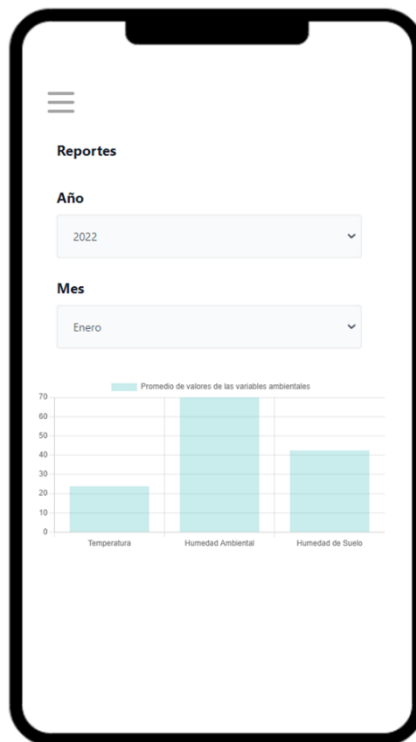 Reportes
Año
2022
Mes
Enero
Promedio de valores de las variables ambientales
70
60
50
40
30
20
10
0
Temperatura Humedad Ambiental Humedad de Suelo